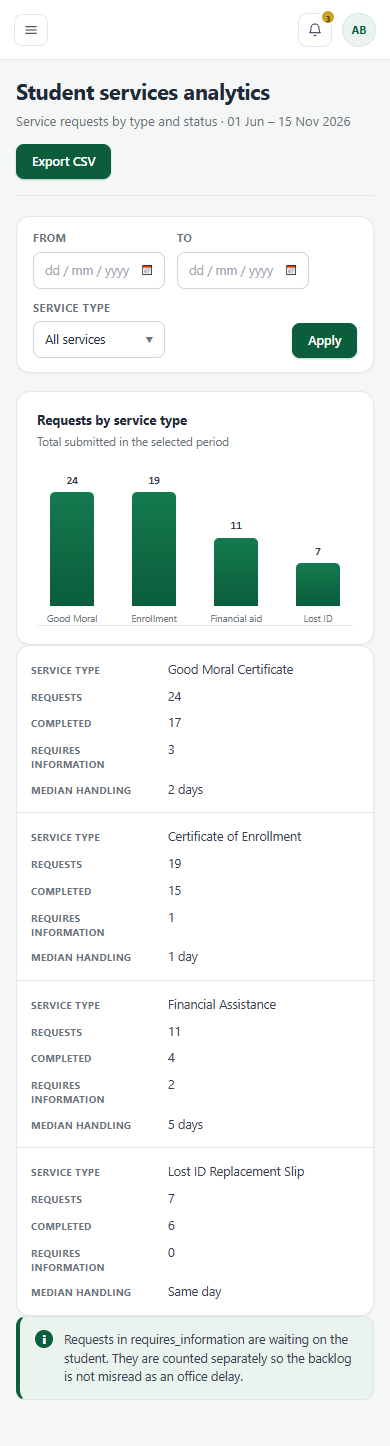 3
AB
Student services analytics
Service requests by type and status · 01 Jun – 15 Nov 2026
Export CSV
FROM
TO
dd / mm / yyyy
dd / mm / yyyy
SERVICE TYPE
All services
Apply
Requests by service type
Total submitted in the selected period
24
19
11
7
Good Moral
Enrollment
Financial aid
Lost ID
SERVICE TYPE Good Moral Certificate
REQUESTS 24
COMPLETED 17
REQUIRES 3
INFORMATION
MEDIAN HANDLING 2 days
SERVICE TYPE Certificate of Enrollment
REQUESTS 19
COMPLETED 15
REQUIRES 1
INFORMATION
MEDIAN HANDLING 1 day
SERVICE TYPE Financial Assistance
REQUESTS 11
COMPLETED 4
REQUIRES 2
INFORMATION
MEDIAN HANDLING 5 days
SERVICE TYPE Lost ID Replacement Slip
REQUESTS 7
COMPLETED 6
REQUIRES 0
INFORMATION
MEDIAN HANDLING Same day
Requests in requires_information are waiting on the
student. They are counted separately so the backlog
is not misread as an office delay.